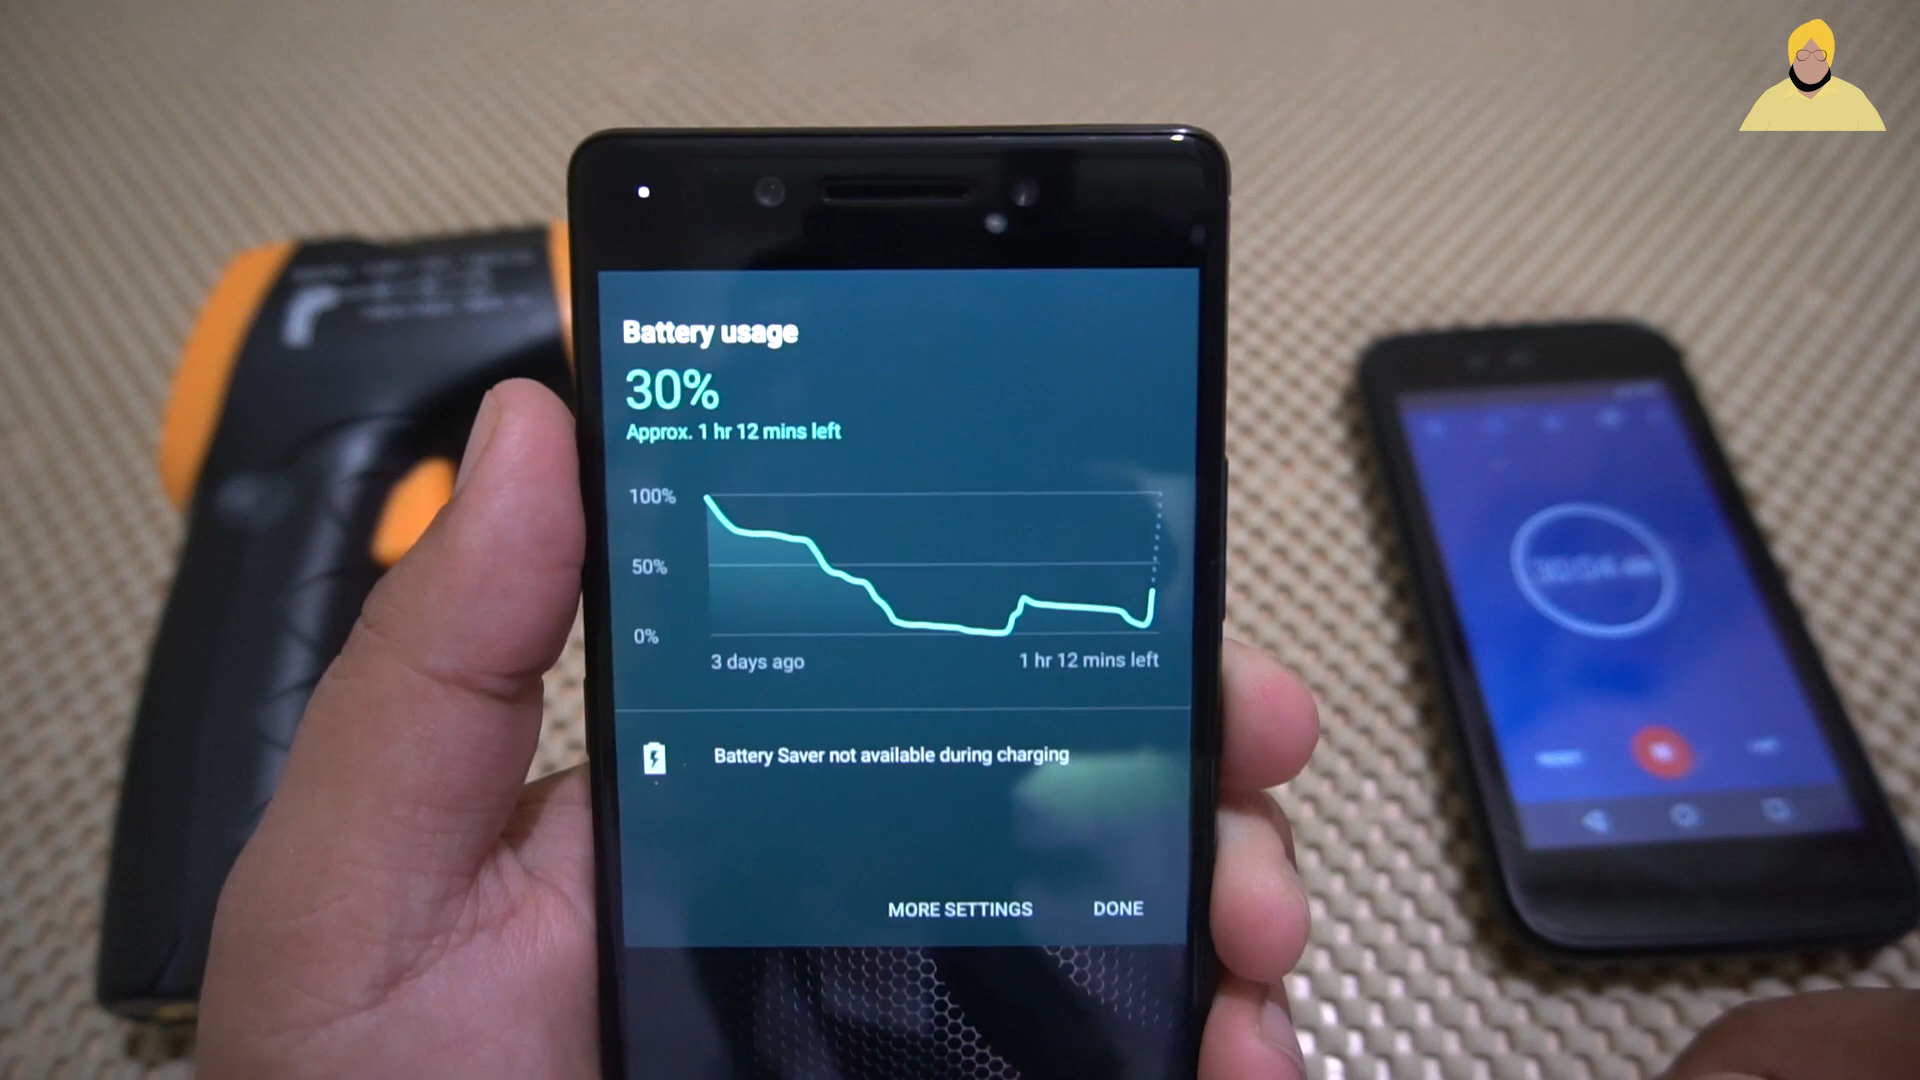 Battery usage
30%
Approx. 1 hr 12 mins left
100%
50%
0%
3 days ago
1 hr 12 mins left
Battery Saver not available during charging
MORE SETTINGS
DONE